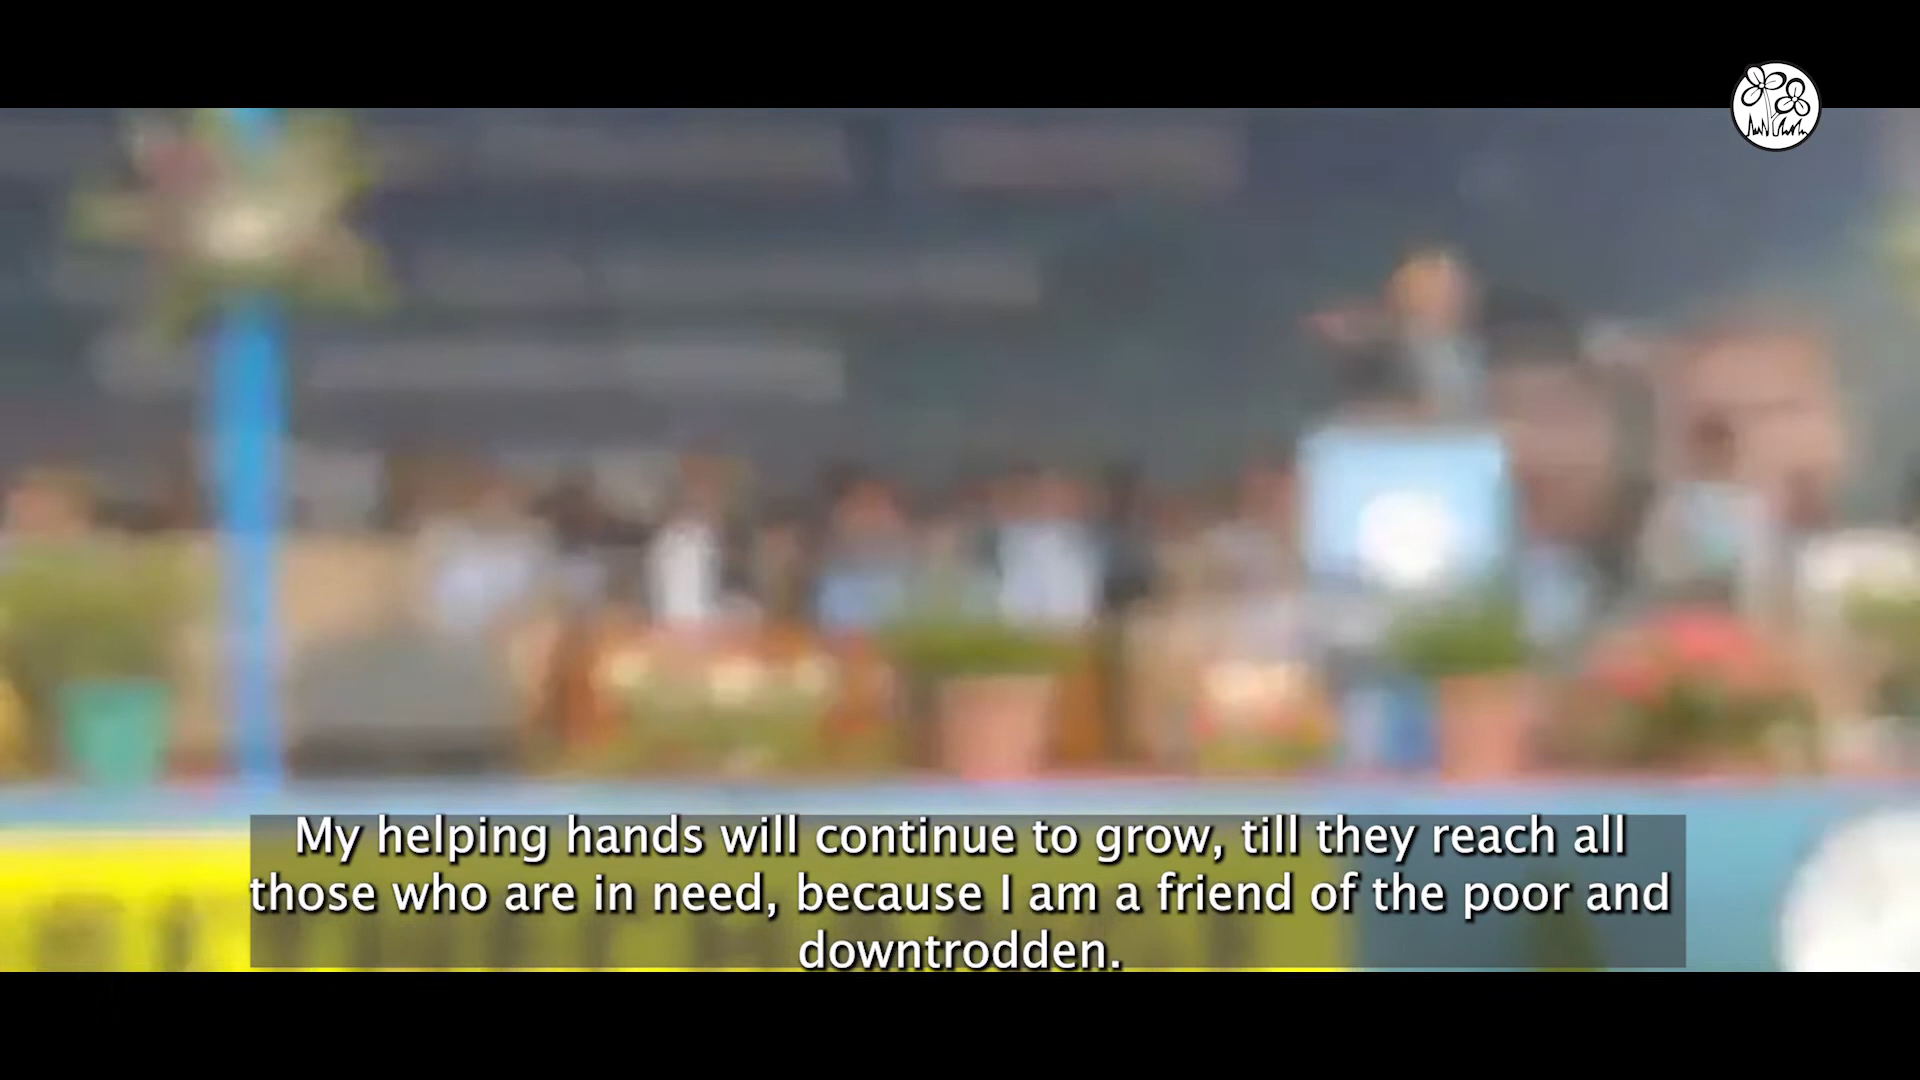 My helping hands will continue to grow, till they reach all
those who are in need, because I am a friend of the poor and
downtrodden.